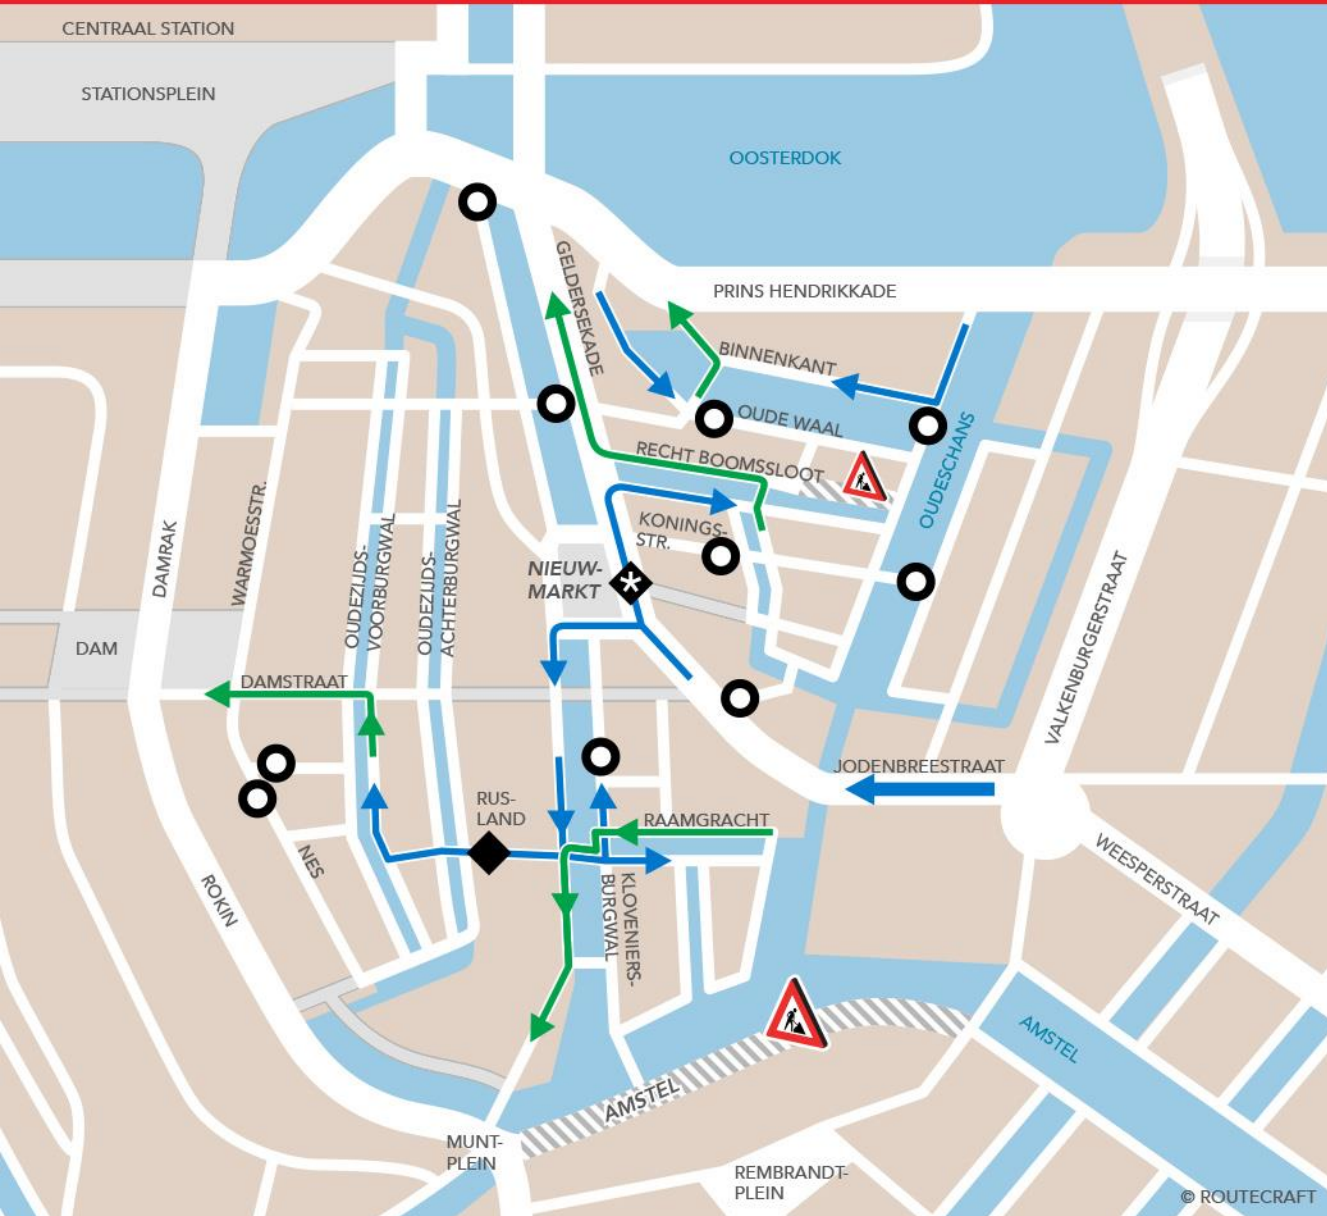 CENTRAAL STATION
STATIONSPLEIN
OOSTERDOK
GELDERSEKADE
PRINS HENDRIKKADE
BINNENKANT
OUDE WAAL
RECHT BOOMSSLOOT
OUDESCHANS
KONINGS-
STR.
NIEUW-
MARKT
*
DAMRAK
WARMOESSTR.
OUDEZIJDS-
VOORBURGWAL
OUDEZIJDS-
ACHTERBURGWAL
DAM
DAMSTRAAT
VALKENBURGERSTRAAT
JODENBREESTRAAT
RUS-
LAND
RAAMGRACHT
NES
ROKIN
KLOVENIERS-
BURGWAL
WEESPERSTRAAT
AMSTEL
AMSTEL
MUNT-
PLEIN
REMBRANDT-
PLEIN
© ROUTECRAFT